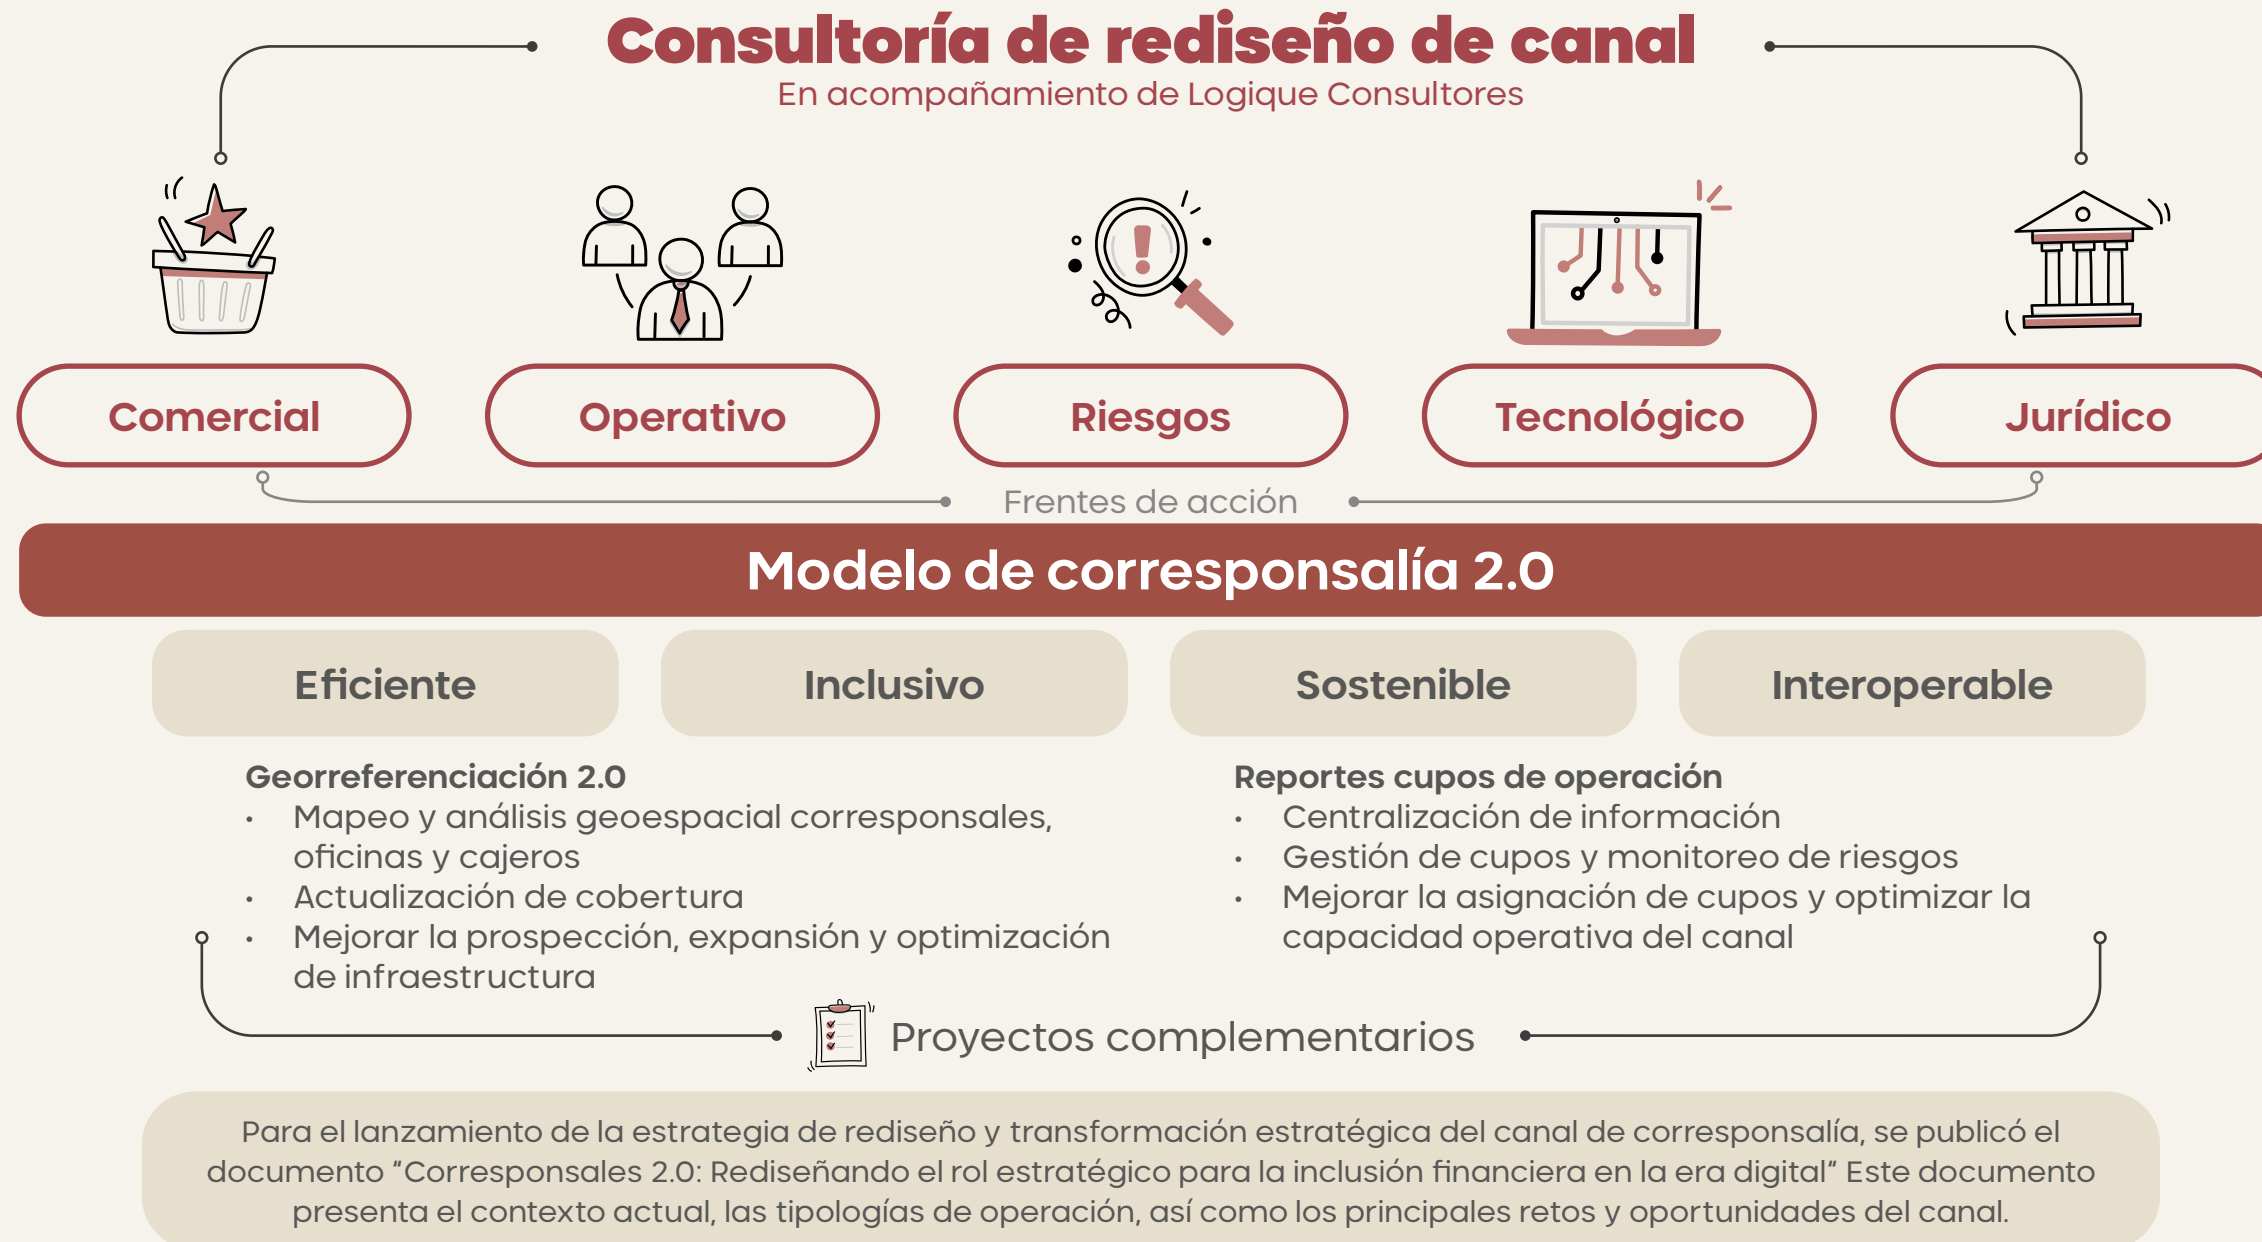 Consultoría de rediseño de canal
En acompañamiento de Logique Consultores
Comercial
Operativo
Riesgos
Tecnológico
Jurídico
Frentes de acción
Modelo de corresponsalía 2.0
Eficiente
Inclusivo
Sostenible
Interoperable
Georreferenciación 2.0
• Mapeo y análisis geoespacial corresponsales,
oficinas y cajeros
• Actualización de cobertura
• Mejorar la prospección, expansión y optimización
de infraestructura
Reportes cupos de operación
• Centralización de información
• Gestión de cupos y monitoreo de riesgos
• Mejorar la asignación de cupos y optimizar la
capacidad operativa del canal
Proyectos complementarios
Para el lanzamiento de la estrategia de rediseño y transformación estratégica del canal de corresponsalía, se publicó el
documento "Corresponsales 2.0: Rediseñando el rol estratégico para la inclusión financiera en la era digital" Este documento
presenta el contexto actual, las tipologías de operación, así como los principales retos y oportunidades del canal.